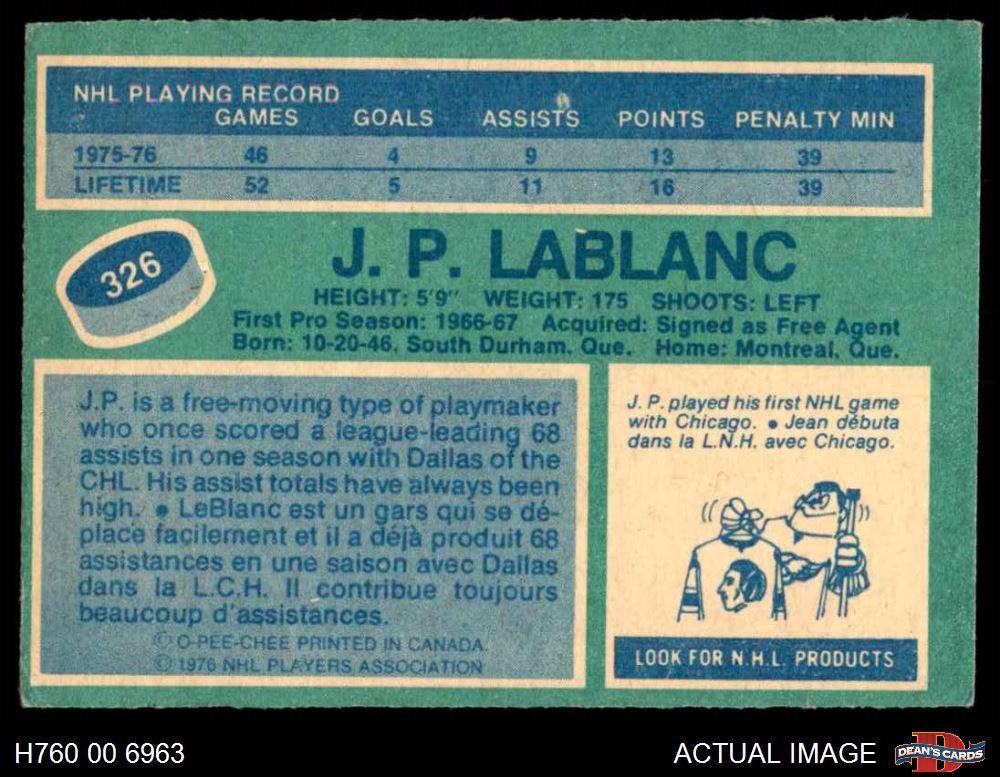 NHL PLAYING RECORD
GAMES GOALS ASSISTS POINTS PENALTY MIN
1975-76 46 4 9 13 39
LIFETIME 52 5 11 16 39
326
J. P. LABLANC
HEIGHT: 5'9" WEIGHT: 175 SHOOTS: LEFT
First Pro Season: 1966-67 Acquired: Signed as Free Agent
Born: 10-20-46, South Durham, Que. Home: Montreal, Que.
J.P. is a free-moving type of playmaker
who once scored a league-leading 68
assists in one season with Dallas of the
CHL. His assist totals have always been
high. • LeBlanc est un gars qui se dé-
place facilement et il a déjà produit 68
assistances en une saison avec Dallas
dans la L.C.H. Il contribue toujours
beaucoup d'assistances.
© O-PEE-CHEE PRINTED IN CANADA.
© 1976 NHL PLAYERS ASSOCIATION
J. P. played his first NHL game
with Chicago. • Jean débuta
dans la L.N.H. avec Chicago.
LOOK FOR N.H.L. PRODUCTS
H760 00 6963
ACTUAL IMAGE
D
DEAN'S CARDS